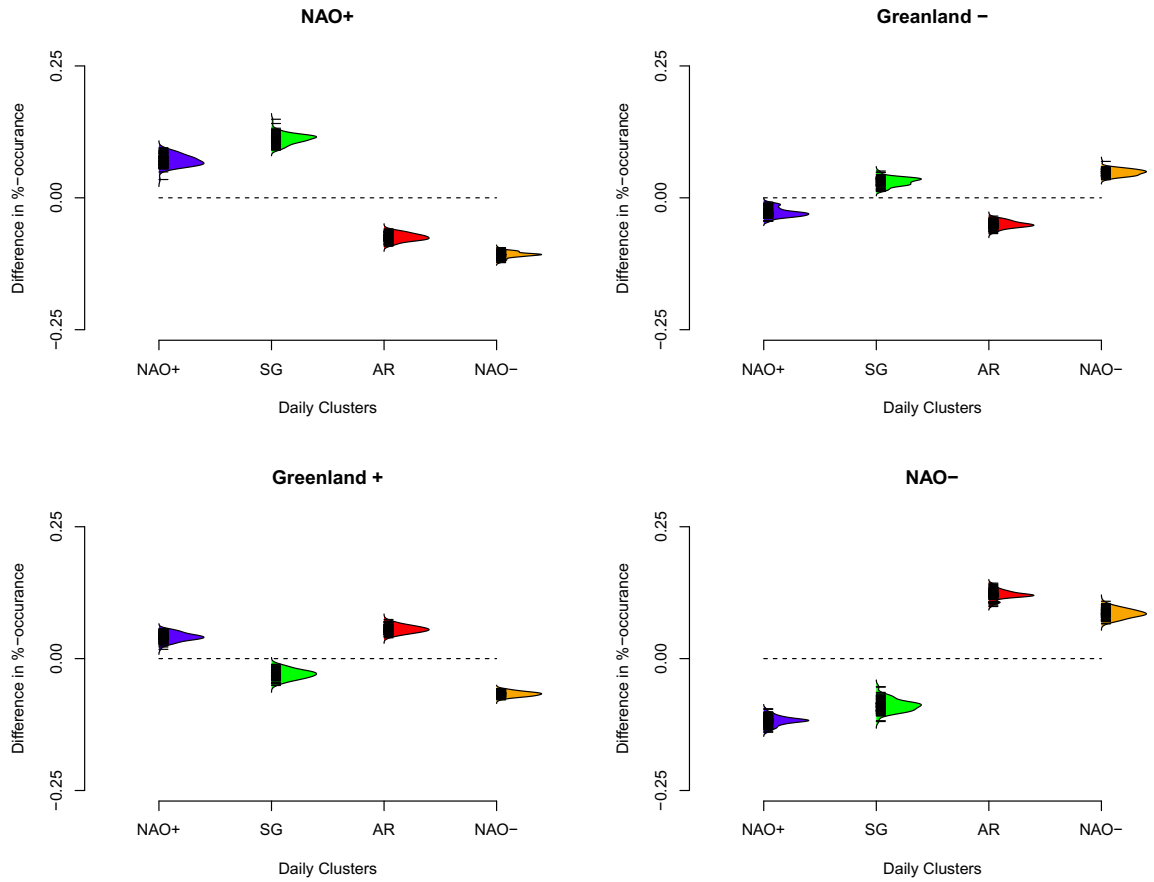 NAO+
Difference in %−occurance
0.25
0.00
−0.25
NAO+ SG AR NAO−
Daily Clusters
Greanland −
Difference in %−occurance
0.25
0.00
−0.25
NAO+ SG AR NAO−
Daily Clusters
Greenland +
Difference in %−occurance
0.25
0.00
−0.25
NAO+ SG AR NAO−
Daily Clusters
NAO−
Difference in %−occurance
0.25
0.00
−0.25
NAO+ SG AR NAO−
Daily Clusters